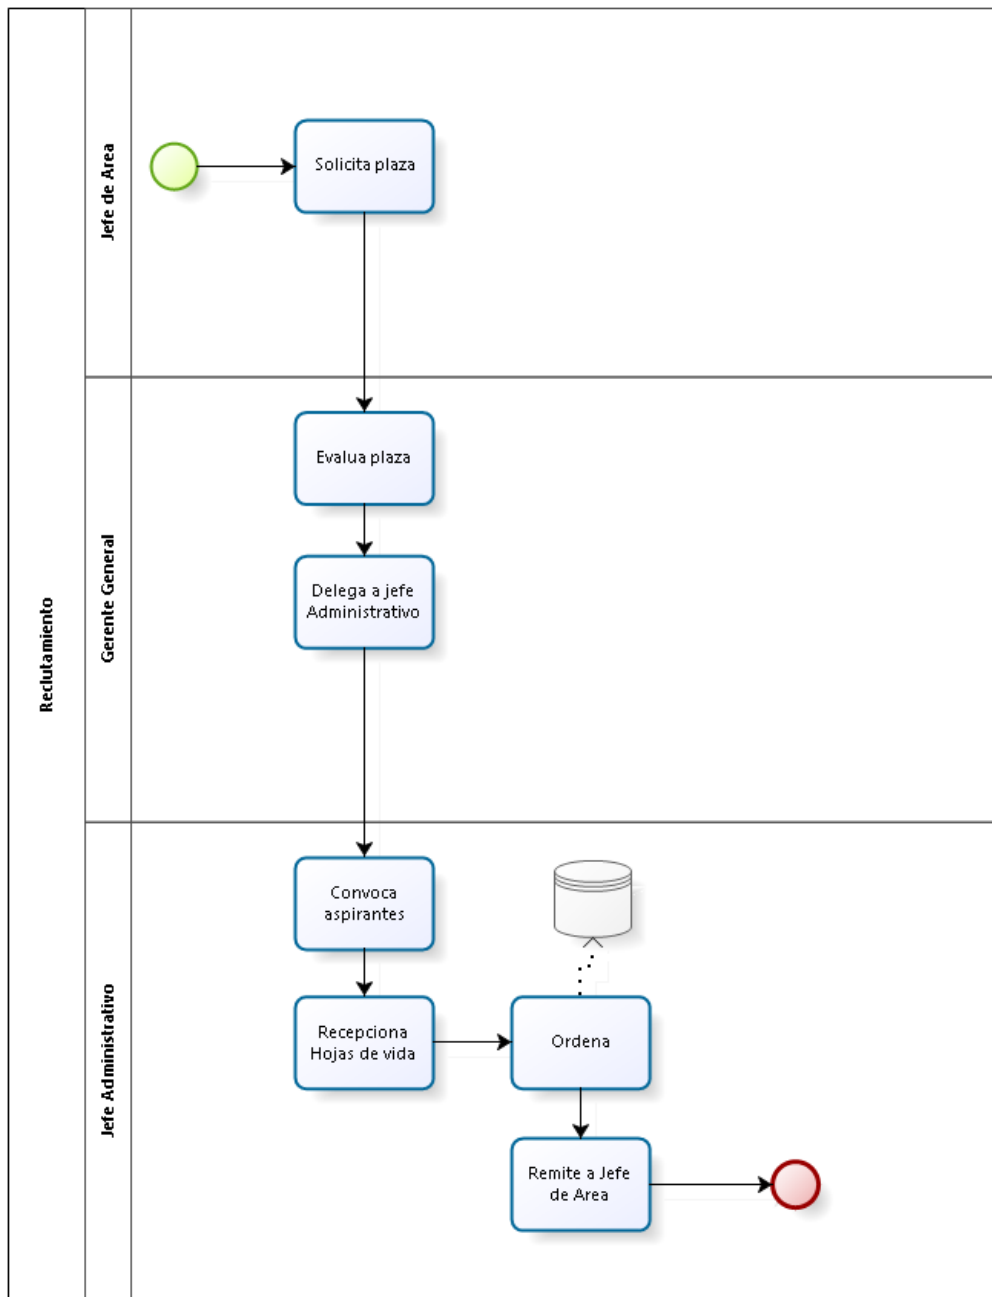 Reclutamiento
Jefe de Area
Solicita plaza
Gerente General
Evalua plaza
Delega a jefe
Administrativo
Jefe Administrativo
Convoca
aspirantes
Recepciona
Hojas de vida
Ordena
Remite a Jefe
de Area